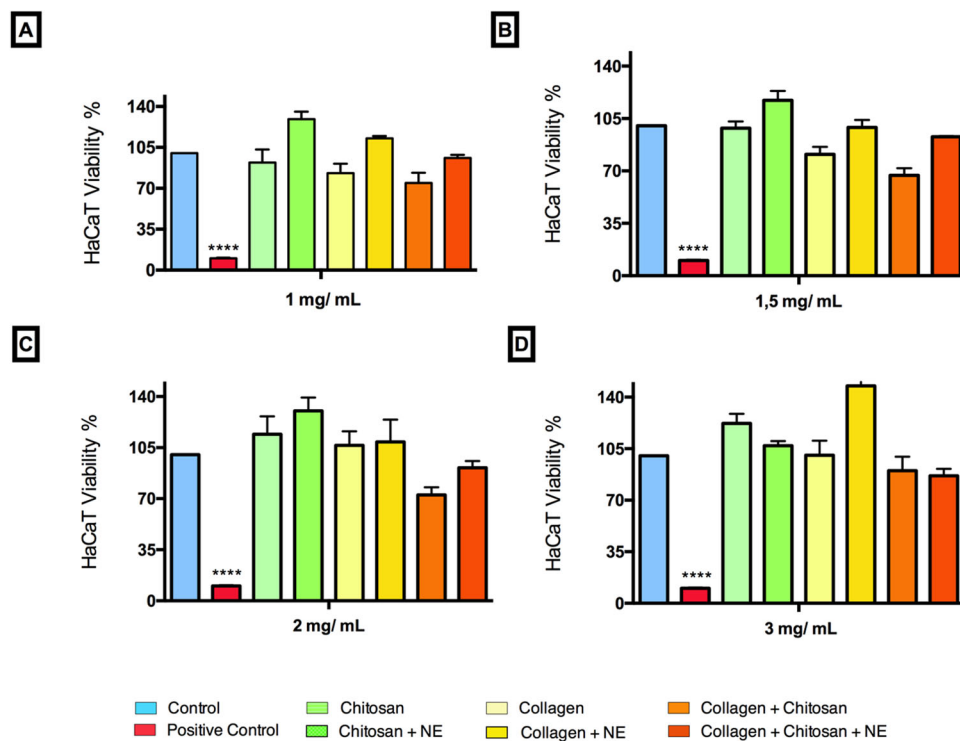 A
HaCaT Viability %
140
105
70
35
0
****
1 mg/ mL
B
HaCaT Viability %
140
105
70
35
0
****
1,5 mg/ mL
C
HaCaT Viability %
140
105
70
35
0
****
2 mg/ mL
D
HaCaT Viability %
140
105
70
35
0
****
3 mg/ mL
Control
Chitosan
Collagen
Collagen + Chitosan
Positive Control
Chitosan + NE
Collagen + NE
Collagen + Chitosan + NE